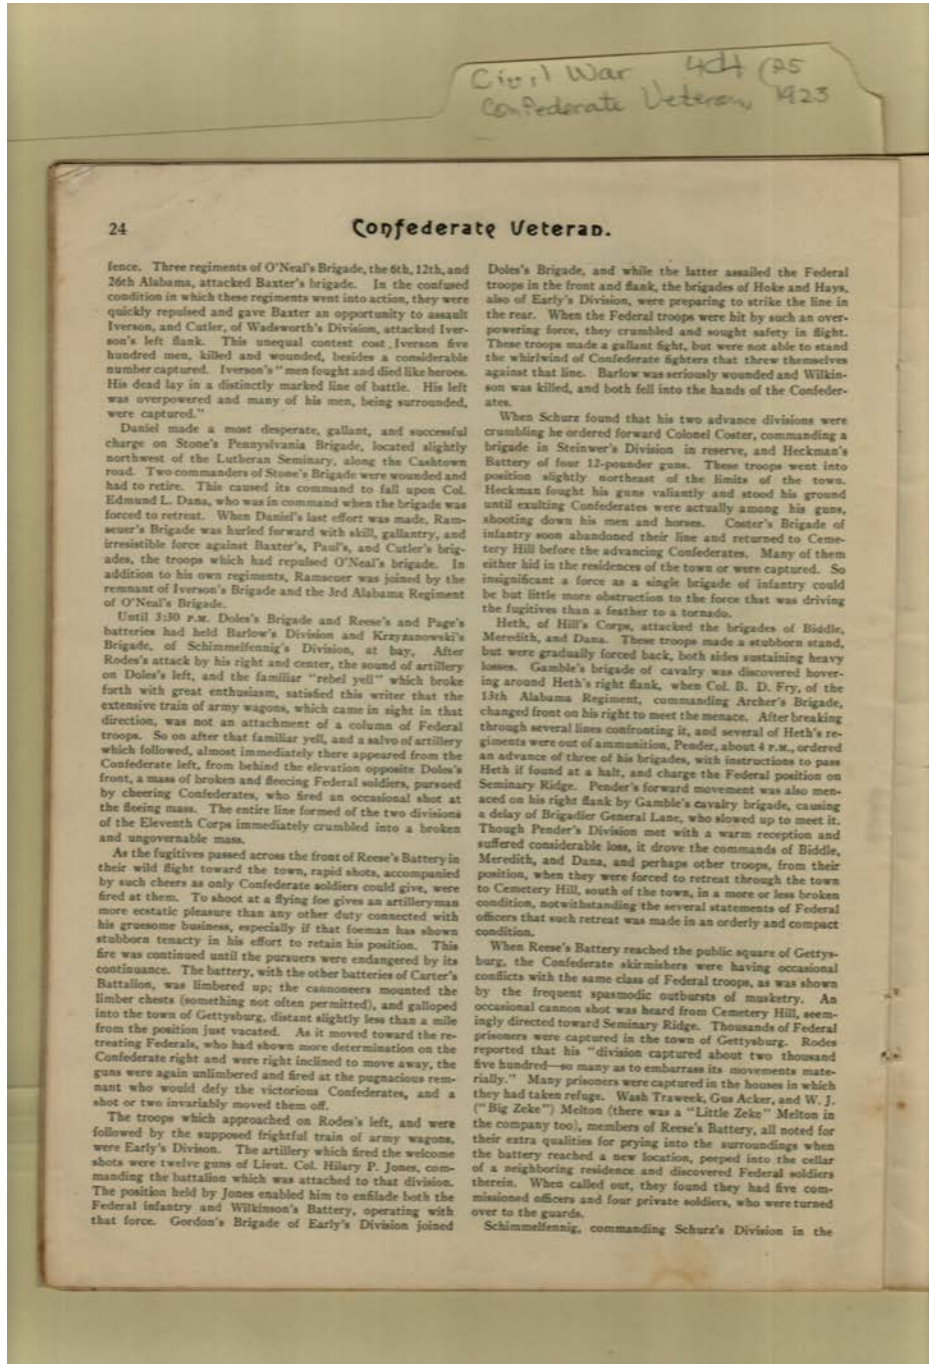 Civil War 4d4 (25
Confederate Veteran, 1923
24
Confederate Veteran.
fence. Three regiments of O'Neal's Brigade, the 6th, 12th, and
26th Alabama, attacked Baxter's brigade. In the confused
condition in which these regiments went into action, they were
quickly repulsed and gave Baxter an opportunity to assault
Iverson, and Cutler, of Wadsworth's Division, attacked Iver-
son's left flank. This unequal contest cost Iverson five
hundred men, killed and wounded, besides a considerable
number captured. Iverson's "men fought and died like heroes.
His dead lay in a distinctly marked line of battle. His left
was overpowered and many of his men, being surrounded,
were captured."
Daniel made a most desperate, gallant, and successful
charge on Stone's Pennyslvania Brigade, located slightly
northwest of the Lutheran Seminary, along the Cashtown
road. Two commanders of Stone's Brigade were wounded and
had to retire. This caused its command to fall upon Col.
Edmund L. Dana, who was in command when the brigade was
forced to retreat. When Daniel's last effort was made, Ram-
seuer's Brigade was hurled forward with skill, gallantry, and
irresistible force against Baxter's, Paul's, and Cutler's brig-
ades, the troops which had repulsed O'Neal's brigade. In
addition to his own regiments, Ramseuer was joined by the
remnant of Iverson's Brigade and the 3rd Alabama Regiment
of O'Neal's Brigade.
Until 3:30 P.M. Doles's Brigade and Reese's and Page's
batteries had held Barlow's Division and Krzyzanowski's
Brigade, of Schimmelfennig's Division, at bay. After
Rodes's attack by his right and center, the sound of artillery
on Doles's left, and the familiar "rebel yell" which broke
forth with great enthusiasm, satisfied this writer that the
extensive train of army wagons, which came in sight in that
direction, was not an attachment of a column of Federal
troops. So on after that familiar yell, and a salvo of artillery
which followed, almost immediately there appeared from the
Confederate left, from behind the elevation opposite Doles's
front, a mass of broken and fleecing Federal soldiers, pursued
by cheering Confederates, who fired an occasional shot at
the fleeing mass. The entire line formed of the two divisions
of the Eleventh Corps immediately crumbled into a broken
and ungovernable mass.
As the fugitives passed across the front of Reese's Battery in
their wild flight toward the town, rapid shots, accompanied
by such cheers as only Confederate soldiers could give, were
fired at them. To shoot at a flying foe gives an artilleryman
more ecstatic pleasure than any other duty connected with
his gruesome business, especially if that foeman has shown
stubborn tenacty in his effort to retain his position. This
fire was continued until the pursuers were endangered by its
continuance. The battery, with the other batteries of Carter's
Battalion, was limbered up; the cannoneers mounted the
limber chests (something not often permitted), and galloped
into the town of Gettysburg, distant slightly less than a mile
from the position just vacated. As it moved toward the re-
treating Federals, who had shown more determination on the
Confederate right and were right inclined to move away, the
guns were again unlimbered and fired at the pugnacious rem-
nant who would defy the victorious Confederates, and a
shot or two invariably moved them off.
The troops which approached on Rodes's left, and were
followed by the supposed frightful train of army wagons,
were Early's Divison. The artillery which fired the welcome
shots were twelve guns of Lieut. Col. Hilary P. Jones, com-
manding the battalion which was attached to that division.
The position held by Jones enabled him to enfilade both the
Federal infantry and Wilkinson's Battery, operating with
that force. Gordon's Brigade of Early's Division joined
Doles's Brigade, and while the latter assailed the Federal
troops in the front and flank, the brigades of Hoke and Hays,
also of Early's Division, were preparing to strike the line in
the rear. When the Federal troops were hit by such an over-
powering force, they crumbled and sought safety in flight.
These troops made a gallant fight, but were not able to stand
the whirlwind of Confederate fighters that threw themselves
against that line. Barlow was seriously wounded and Wilkin-
son was killed, and both fell into the hands of the Confeder-
ates.
When Schurz found that his two advance divisions were
crumbling he ordered forward Colonel Coster, commanding a
brigade in Steinwer's Division in reserve, and Heckman's
Battery of four 12-pounder guns. These troops went into
position slightly northeast of the limits of the town.
Heckman fought his guns valiantly and stood his ground
until exulting Confederates were actually among his guns,
shooting down his men and horses. Coster's Brigade of
infantry soon abandoned their line and returned to Ceme-
tery Hill before the advancing Confederates. Many of them
either hid in the residences of the town or were captured. So
insignificant a force as a single brigade of infantry could
be but little more obstruction to the force that was driving
the fugitives than a feather to a tornado.
Heth, of Hill's Corps, attacked the brigades of Biddle,
Meredith, and Dana. These troops made a stubborn stand,
but were gradually forced back, both sides sustaining heavy
losses. Gamble's brigade of cavalry was discovered hover-
ing around Heth's right flank, when Col. B. D. Fry, of the
13th Alabama Regiment, commanding Archer's Brigade,
changed front on his right to meet the menace. After breaking
through several lines confronting it, and several of Heth's re-
giments were out of ammunition, Pender, about 4 P.M., ordered
an advance of three of his brigades, with instructions to pass
Heth if found at a halt, and charge the Federal position on
Seminary Ridge. Pender's forward movement was also men-
aced on his right flank by Gamble's cavalry brigade, causing
a delay of Brigadier General Lane, who slowed up to meet it.
Though Pender's Division met with a warm reception and
suffered considerable loss, it drove the commands of Biddle,
Meredith, and Dana, and perhaps other troops, from their
position, when they were forced to retreat through the town
to Cemetery Hill, south of the town, in a more or less broken
condition, notwithstanding the several statements of Federal
officers that such retreat was made in an orderly and compact
condition.
When Reese's Battery reached the public square of Gettys-
burg, the Confederate skirmishers were having occasional
conflicts with the same class of Federal troops, as was shown
by the frequent spasmodic outbursts of musketry. An
occasional cannon shot was heard from Cemetery Hill, seem-
ingly directed toward Seminary Ridge. Thousands of Federal
prisoners were captured in the town of Gettysburg. Rodes
reported that his "division captured about two thousand
five hundred—so many as to embarrass its movements mate-
rially." Many prisoners were captured in the houses in which
they had taken refuge. Wash Traweek, Gus Acker, and W. J.
("Big Zeke") Melton (there was a "Little Zeke" Melton in
the company too), members of Reese's Battery, all noted for
their extra qualities for prying into the surroundings when
the battery reached a new location, peeped into the cellar
of a neighboring residence and discovered Federal soldiers
therein. When called out, they found they had five com-
missioned officers and four private soldiers, who were turned
over to the guards.
Schimmelfennig, commanding Schurz's Division in the